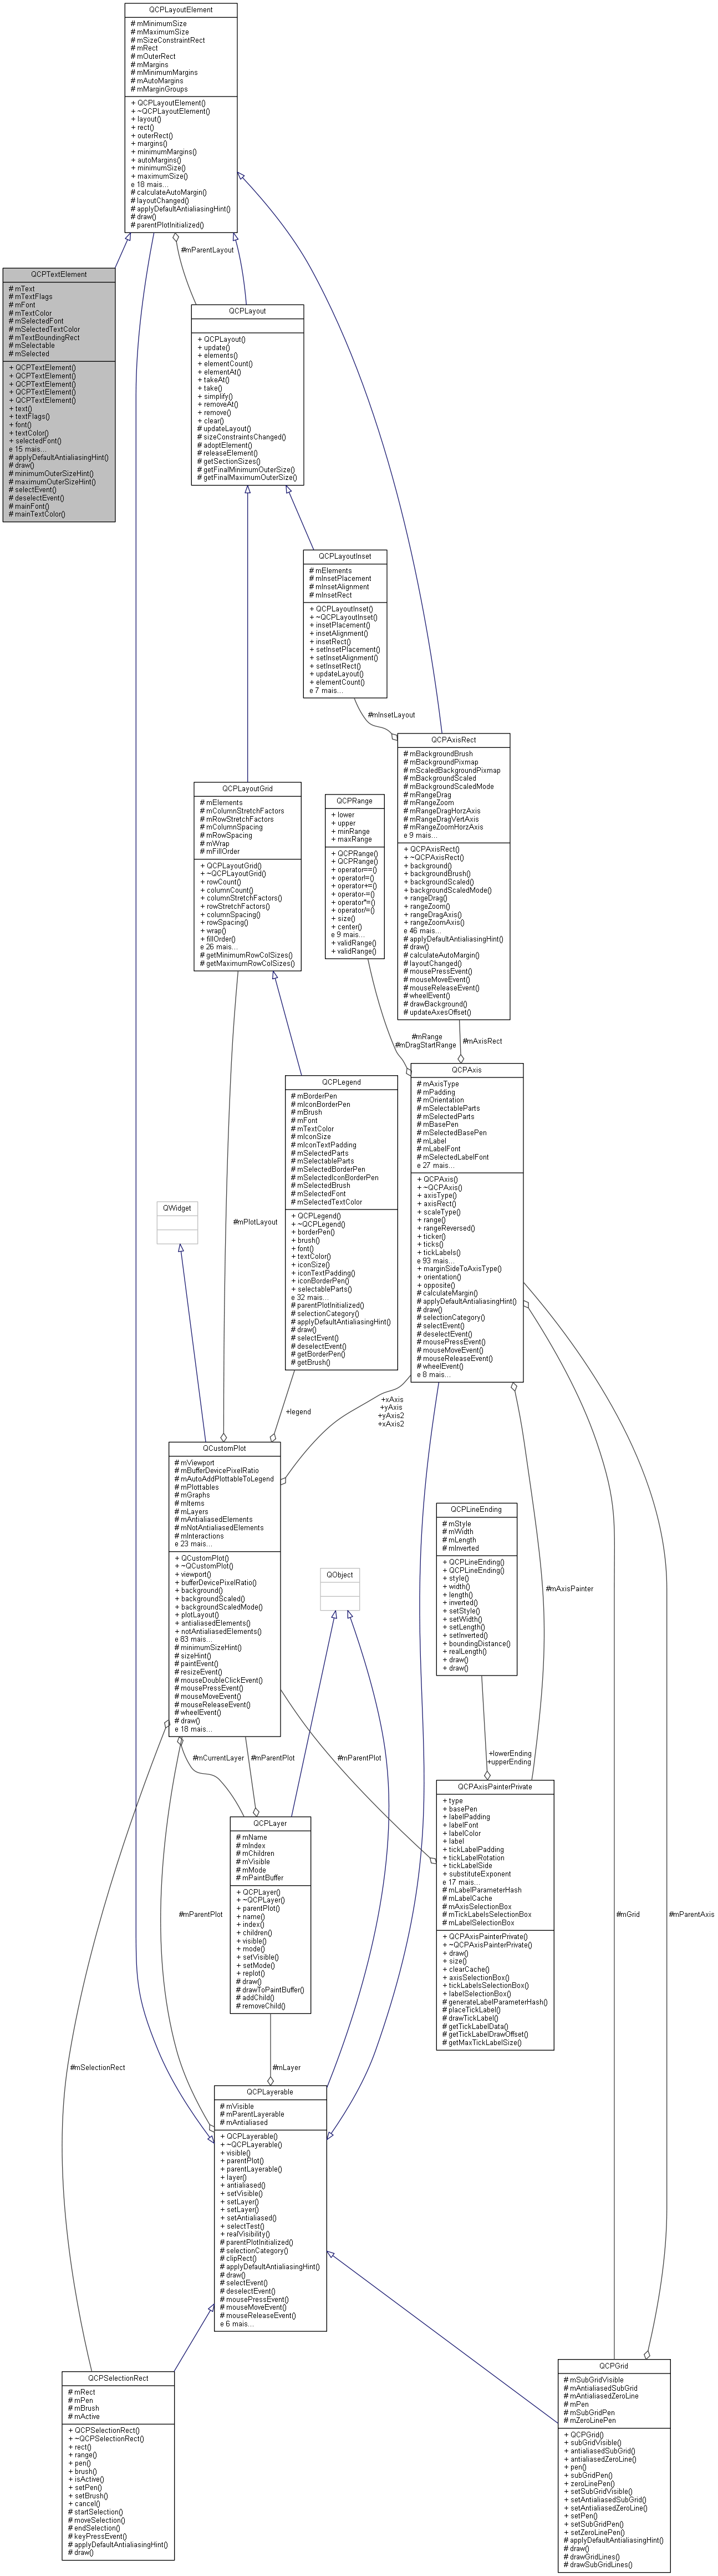 QCPLayoutElement
# mMinimumSize
# mMaximumSize
# mSizeConstraintRect
# mRect
# mOuterRect
# mMargins
# mMinimumMargins
# mAutoMargins
# mMarginGroups
+ QCPLayoutElement()
+ ~QCPLayoutElement()
+ layout()
+ rect()
+ outerRect()
+ margins()
+ minimumMargins()
+ autoMargins()
+ minimumSize()
+ maximumSize()
e 18 mais...
# calculateAutoMargin()
# layoutChanged()
# applyDefaultAntialiasingHint()
# draw()
# parentPlotInitialized()
#mParentLayout
QCPTextElement
# mText
# mTextFlags
# mFont
# mTextColor
# mSelectedFont
# mSelectedTextColor
# mTextBoundingRect
# mSelectable
# mSelected
+ QCPTextElement()
+ QCPTextElement()
+ QCPTextElement()
+ QCPTextElement()
+ QCPTextElement()
+ text()
+ textFlags()
+ font()
+ textColor()
+ selectedFont()
e 15 mais...
# applyDefaultAntialiasingHint()
# draw()
# minimumOuterSizeHint()
# maximumOuterSizeHint()
# selectEvent()
# deselectEvent()
# mainFont()
# mainTextColor()
QCPLayout
+ QCPLayout()
+ update()
+ elements()
+ elementCount()
+ elementAt()
+ takeAt()
+ take()
+ simplify()
+ removeAt()
+ remove()
+ clear()
# updateLayout()
# sizeConstraintsChanged()
# adoptElement()
# releaseElement()
# getSectionSizes()
# getFinalMinimumOuterSize()
# getFinalMaximumOuterSize()
QCPLayoutInset
# mElements
# mInsetPlacement
# mInsetAlignment
# mInsetRect
+ QCPLayoutInset()
+ ~QCPLayoutInset()
+ insetPlacement()
+ insetAlignment()
+ insetRect()
+ setInsetPlacement()
+ setInsetAlignment()
+ setInsetRect()
+ updateLayout()
+ elementCount()
e 7 mais...
#mInsetLayout
QCPAxisRect
# mBackgroundBrush
# mBackgroundPixmap
# mScaledBackgroundPixmap
# mBackgroundScaled
# mBackgroundScaledMode
# mRangeDrag
# mRangeZoom
# mRangeDragHorzAxis
# mRangeDragVertAxis
# mRangeZoomHorzAxis
e 9 mais...
+ QCPAxisRect()
+ ~QCPAxisRect()
+ background()
+ backgroundBrush()
+ backgroundScaled()
+ backgroundScaledMode()
+ rangeDrag()
+ rangeZoom()
+ rangeDragAxis()
+ rangeZoomAxis()
e 46 mais...
# applyDefaultAntialiasingHint()
# draw()
# calculateAutoMargin()
# layoutChanged()
# mousePressEvent()
# mouseMoveEvent()
# mouseReleaseEvent()
# wheelEvent()
# drawBackground()
# updateAxesOffset()
QCPLayoutGrid
# mElements
# mColumnStretchFactors
# mRowStretchFactors
# mColumnSpacing
# mRowSpacing
# mWrap
# mFillOrder
+ QCPLayoutGrid()
+ ~QCPLayoutGrid()
+ rowCount()
+ columnCount()
+ columnStretchFactors()
+ rowStretchFactors()
+ columnSpacing()
+ rowSpacing()
+ wrap()
+ fillOrder()
e 26 mais...
# getMinimumRowColSizes()
# getMaximumRowColSizes()
QCPRange
+ lower
+ upper
+ minRange
+ maxRange
+ QCPRange()
+ QCPRange()
+ operator==()
+ operator!=()
+ operator+=()
+ operator-=()
+ operator*=()
+ operator/=()
+ size()
+ center()
e 9 mais...
+ validRange()
+ validRange()
#mRange
#mDragStartRange
#mAxisRect
QCPLegend
# mBorderPen
# mIconBorderPen
# mBrush
# mFont
# mTextColor
# mIconSize
# mIconTextPadding
# mSelectedParts
# mSelectableParts
# mSelectedBorderPen
# mSelectedIconBorderPen
# mSelectedBrush
# mSelectedFont
# mSelectedTextColor
+ QCPLegend()
+ ~QCPLegend()
+ borderPen()
+ brush()
+ font()
+ textColor()
+ iconSize()
+ iconTextPadding()
+ iconBorderPen()
+ selectableParts()
e 32 mais...
# parentPlotInitialized()
# selectionCategory()
# applyDefaultAntialiasingHint()
# draw()
# selectEvent()
# deselectEvent()
# getBorderPen()
# getBrush()
QCPAxis
# mAxisType
# mPadding
# mOrientation
# mSelectableParts
# mSelectedParts
# mBasePen
# mSelectedBasePen
# mLabel
# mLabelFont
# mSelectedLabelFont
e 27 mais...
+ QCPAxis()
+ ~QCPAxis()
+ axisType()
+ axisRect()
+ scaleType()
+ range()
+ rangeReversed()
+ ticker()
+ ticks()
+ tickLabels()
e 93 mais...
+ marginSideToAxisType()
+ orientation()
+ opposite()
# calculateMargin()
# applyDefaultAntialiasingHint()
# draw()
# selectionCategory()
# selectEvent()
# deselectEvent()
# mousePressEvent()
# mouseMoveEvent()
# mouseReleaseEvent()
# wheelEvent()
e 8 mais...
QWidget
#mPlotLayout
+legend
+xAxis
+yAxis
+yAxis2
+xAxis2
QCustomPlot
# mViewport
# mBufferDevicePixelRatio
# mAutoAddPlottableToLegend
# mPlottables
# mGraphs
# mItems
# mLayers
# mAntialiasedElements
# mNotAntialiasedElements
# mInteractions
e 23 mais...
+ QCustomPlot()
+ ~QCustomPlot()
+ viewport()
+ bufferDevicePixelRatio()
+ background()
+ backgroundScaled()
+ backgroundScaledMode()
+ plotLayout()
+ antialiasedElements()
+ notAntialiasedElements()
e 83 mais...
# minimumSizeHint()
# sizeHint()
# paintEvent()
# resizeEvent()
# mouseDoubleClickEvent()
# mousePressEvent()
# mouseMoveEvent()
# mouseReleaseEvent()
# wheelEvent()
# draw()
e 18 mais...
QObject
QCPLineEnding
# mStyle
# mWidth
# mLength
# mInverted
+ QCPLineEnding()
+ QCPLineEnding()
+ style()
+ width()
+ length()
+ inverted()
+ setStyle()
+ setWidth()
+ setLength()
+ setInverted()
+ boundingDistance()
+ realLength()
+ draw()
+ draw()
#mAxisPainter
+lowerEnding
+upperEnding
#mCurrentLayer
#mParentPlot
#mParentPlot
QCPAxisPainterPrivate
+ type
+ basePen
+ labelPadding
+ labelFont
+ labelColor
+ label
+ tickLabelPadding
+ tickLabelRotation
+ tickLabelSide
+ substituteExponent
e 17 mais...
# mLabelParameterHash
# mLabelCache
# mAxisSelectionBox
# mTickLabelsSelectionBox
# mLabelSelectionBox
+ QCPAxisPainterPrivate()
+ ~QCPAxisPainterPrivate()
+ draw()
+ size()
+ clearCache()
+ axisSelectionBox()
+ tickLabelsSelectionBox()
+ labelSelectionBox()
# generateLabelParameterHash()
# placeTickLabel()
# drawTickLabel()
# getTickLabelData()
# getTickLabelDrawOffset()
# getMaxTickLabelSize()
QCPLayer
# mName
# mIndex
# mChildren
# mVisible
# mMode
# mPaintBuffer
+ QCPLayer()
+ ~QCPLayer()
+ parentPlot()
+ name()
+ index()
+ children()
+ visible()
+ mode()
+ setVisible()
+ setMode()
+ replot()
# draw()
# drawToPaintBuffer()
# addChild()
# removeChild()
#mParentPlot
#mGrid
#mParentAxis
#mSelectionRect
#mLayer
QCPLayerable
# mVisible
# mParentLayerable
# mAntialiased
+ QCPLayerable()
+ ~QCPLayerable()
+ visible()
+ parentPlot()
+ parentLayerable()
+ layer()
+ antialiased()
+ setVisible()
+ setLayer()
+ setLayer()
+ setAntialiased()
+ selectTest()
+ realVisibility()
# parentPlotInitialized()
# selectionCategory()
# clipRect()
# applyDefaultAntialiasingHint()
# draw()
# selectEvent()
# deselectEvent()
# mousePressEvent()
# mouseMoveEvent()
# mouseReleaseEvent()
e 6 mais...
QCPSelectionRect
# mRect
# mPen
# mBrush
# mActive
+ QCPSelectionRect()
+ ~QCPSelectionRect()
+ rect()
+ range()
+ pen()
+ brush()
+ isActive()
+ setPen()
+ setBrush()
+ cancel()
# startSelection()
# moveSelection()
# endSelection()
# keyPressEvent()
# applyDefaultAntialiasingHint()
# draw()
QCPGrid
# mSubGridVisible
# mAntialiasedSubGrid
# mAntialiasedZeroLine
# mPen
# mSubGridPen
# mZeroLinePen
+ QCPGrid()
+ subGridVisible()
+ antialiasedSubGrid()
+ antialiasedZeroLine()
+ pen()
+ subGridPen()
+ zeroLinePen()
+ setSubGridVisible()
+ setAntialiasedSubGrid()
+ setAntialiasedZeroLine()
+ setPen()
+ setSubGridPen()
+ setZeroLinePen()
# applyDefaultAntialiasingHint()
# draw()
# drawGridLines()
# drawSubGridLines()